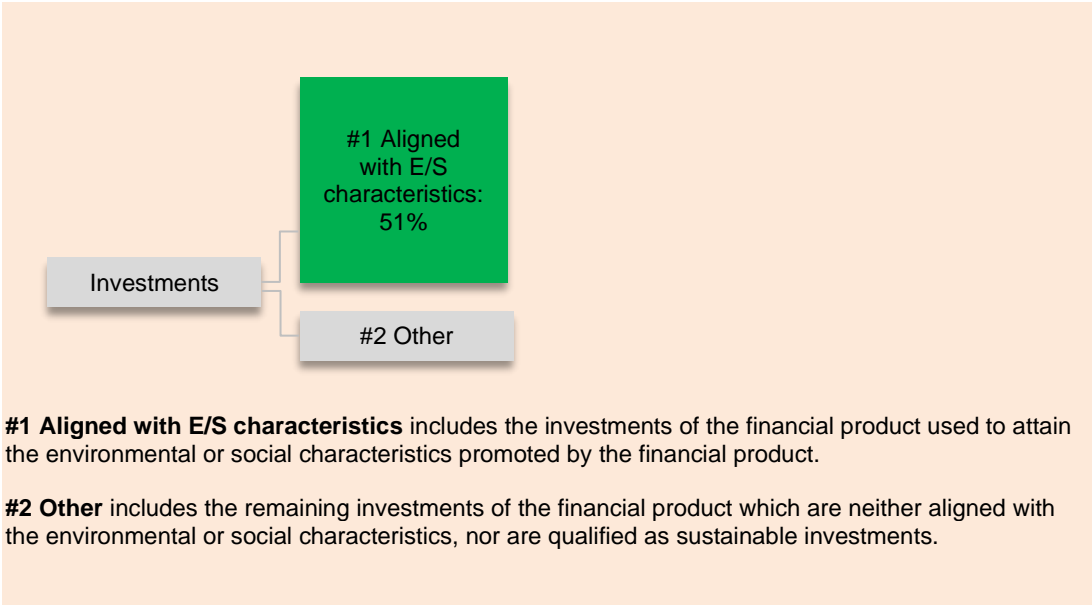 #1 Aligned
with E/S
characteristics:
51%
Investments
#2 Other
#1 Aligned with E/S characteristics includes the investments of the financial product used to attain
the environmental or social characteristics promoted by the financial product.
#2 Other includes the remaining investments of the financial product which are neither aligned with
the environmental or social characteristics, nor are qualified as sustainable investments.